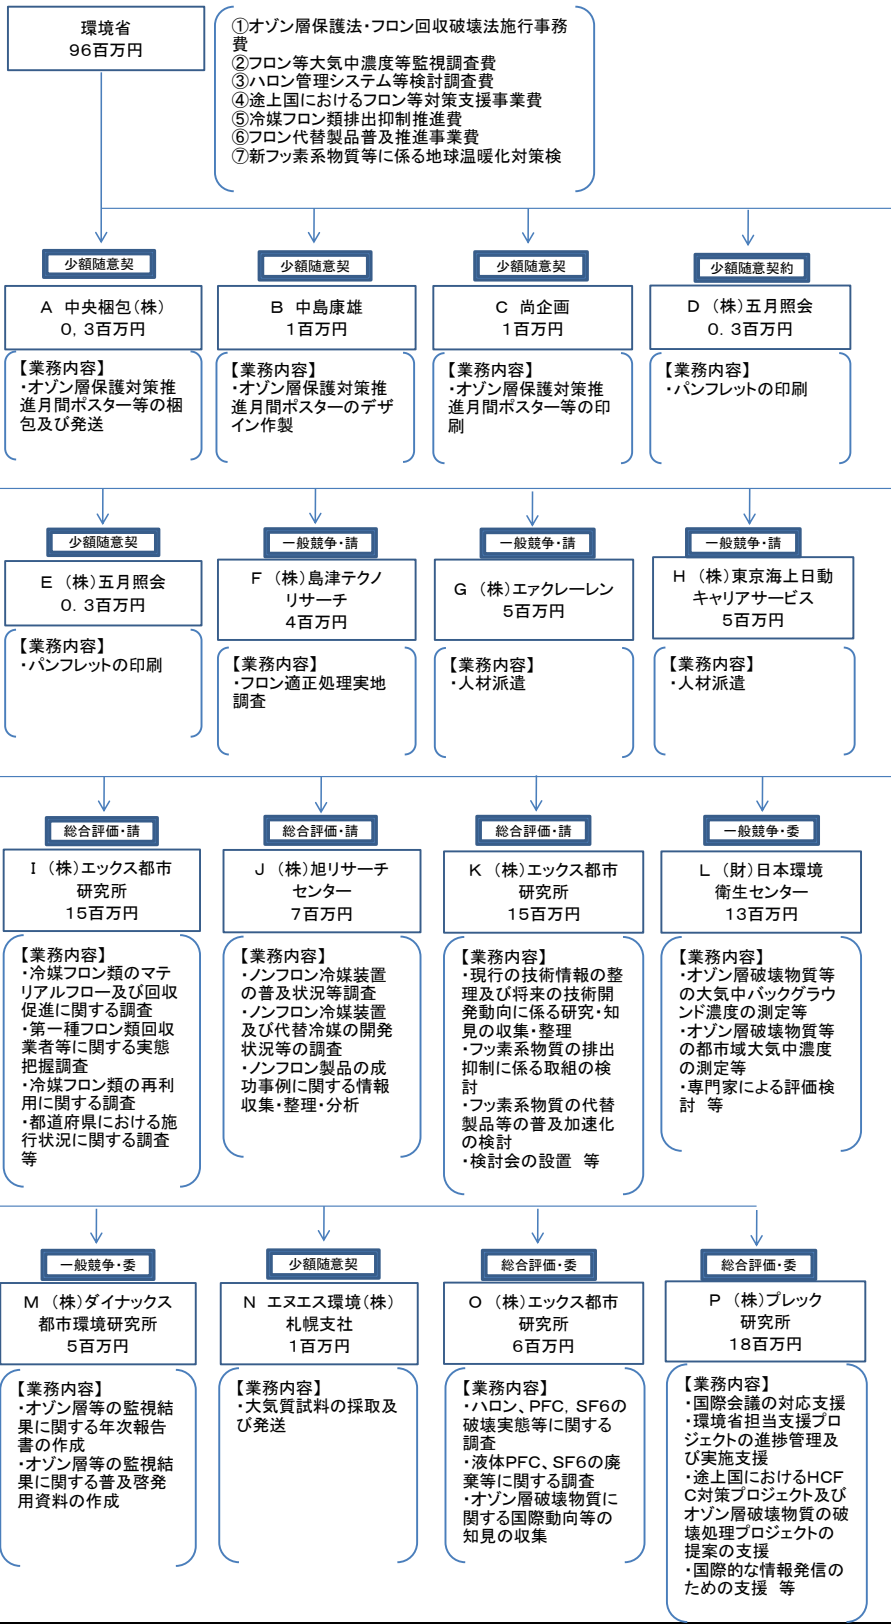 環境省
96百万円
①オゾン層保護法・フロン回収破壊法施行事務
費
②フロン等大気中濃度等監視調査費
③ハロン管理システム等検討調査費
④途上国におけるフロン等対策支援事業費
⑤冷媒フロン類排出抑制推進費
⑥フロン代替製品普及推進事業費
⑦新フッ素系物質等に係る地球温暖化対策検
少額随意契
A 中央梱包(株)
0,3百万円
【業務内容】
・オゾン層保護対策推
進月間ポスター等の梱
包及び発送
少額随意契
B 中島康雄
1百万円
【業務内容】
・オゾン層保護対策推
進月間ポスターのデザ
イン作製
少額随意契
C 尚企画
1百万円
【業務内容】
・オゾン層保護対策推
進月間ポスター等の印
刷
少額随意契約
D (株)五月照会
0.3百万円
【業務内容】
・パンフレットの印刷
少額随意契
E (株)五月照会
0.3百万円
【業務内容】
・パンフレットの印刷
一般競争・請
F (株)島津テクノ
リサーチ
4百万円
【業務内容】
・フロン適正処理実地
調査
一般競争・請
G (株)エァクレーレン
5百万円
【業務内容】
・人材派遣
一般競争・請
H (株)東京海上日動
キャリアサービス
5百万円
【業務内容】
・人材派遣
総合評価・請
I (株)エックス都市
研究所
15百万円
【業務内容】
・冷媒フロン類のマテ
リアルフロー及び回収
促進に関する調査
・第一種フロン類回収
業者等に関する実態
把握調査
・冷媒フロン類の再利
用に関する調査
・都道府県における施
行状況に関する調査
等
総合評価・請
J (株)旭リサーチ
センター
7百万円
【業務内容】
・ノンフロン冷媒装置
の普及状況等調査
・ノンフロン冷媒装置
及び代替冷媒の開発
状況等の調査
・ノンフロン製品の成
功事例に関する情報
収集・整理・分析
総合評価・請
K (株)エックス都市
研究所
15百万円
【業務内容】
・現行の技術情報の整
理及び将来の技術開
発動向に係る研究・知
見の収集・整理
・フッ素系物質の排出
抑制に係る取組の検
討
・フッ素系物質の代替
製品等の普及加速化
の検討
・検討会の設置 等
一般競争・委
L (財)日本環境
衛生センター
13百万円
【業務内容】
・オゾン層破壊物質等
の大気中バックグラウ
ンド濃度の測定等
・オゾン層破壊物質等
の都市域大気中濃度
の測定等
・専門家による評価検
討 等
一般競争・委
M (株)ダイナックス
都市環境研究所
5百万円
【業務内容】
・オゾン層等の監視結
果に関する年次報告
書の作成
・オゾン層等の監視結
果に関する普及啓発
用資料の作成
少額随意契
N エヌエス環境(株)
札幌支社
1百万円
【業務内容】
・大気質試料の採取及
び発送
総合評価・委
O (株)エックス都市
研究所
6百万円
【業務内容】
・ハロン、PFC,SF6の
破壊実態等に関する
調査
・液体PFC、SF6の廃
棄等に関する調査
・オゾン層破壊物質に
関する国際動向等の
知見の収集
総合評価・委
P (株)プレック
研究所
18百万円
【業務内容】
・国際会議の対応支援
・環境省担当支援プロ
ジェクトの進捗管理及
び実施支援
・途上国におけるHCF
C対策プロジェクト及び
オゾン層破壊物質の破
壊処理プロジェクトの
提案の支援
・国際的な情報発信の
ための支援 等